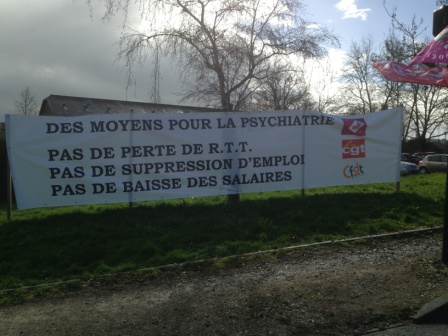 DES MOYENS POUR LA PSYCHIATRIE
PAS DE PERTE DE R.T.T.
PAS DE SUPPRESSION D'EMPLOI
PAS DE BAISSE DES SALAIRES
cgt
Cfdt